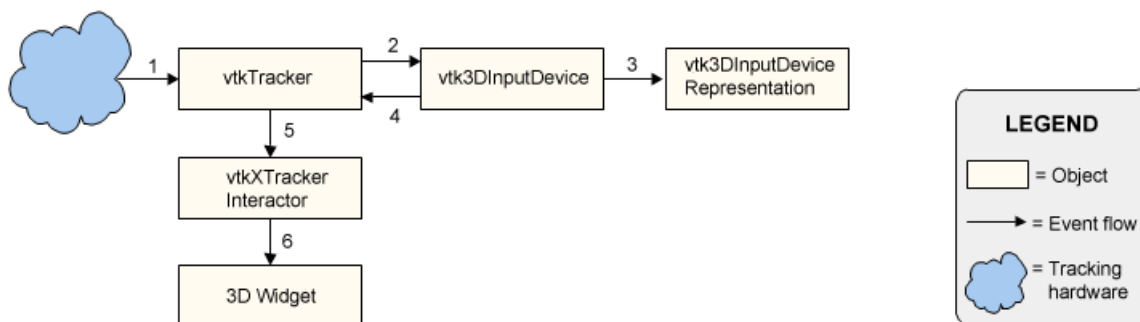 1
vtkTracker
2
vtk3DInputDevice
3
vtk3DInputDevice
Representation
4
5
vtkXTracker
Interactor
6
3D Widget
LEGEND
= Object
= Event flow
= Tracking
hardware